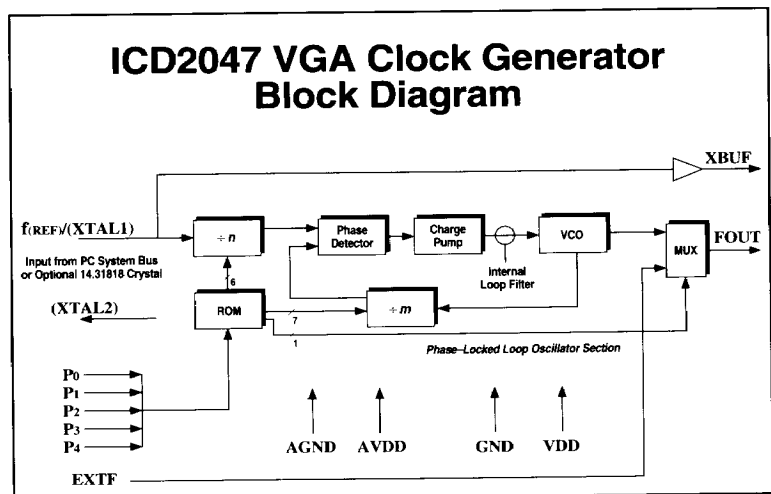 ICD2047 VGA Clock Generator
Block Diagram
XBUF
f(REF)/(XTAL1)
÷ n
Phase
Detector
Charge
Pump
VCO
MUX
FOUT
Input from PC System Bus
or Optional 14.31818 Crystal
Internal
Loop Filter
6
(XTAL2)
ROM
7
÷ m
1
Phase–Locked Loop Oscillator Section
P0
P1
P2
P3
P4
AGND
AVDD
GND
VDD
EXTF